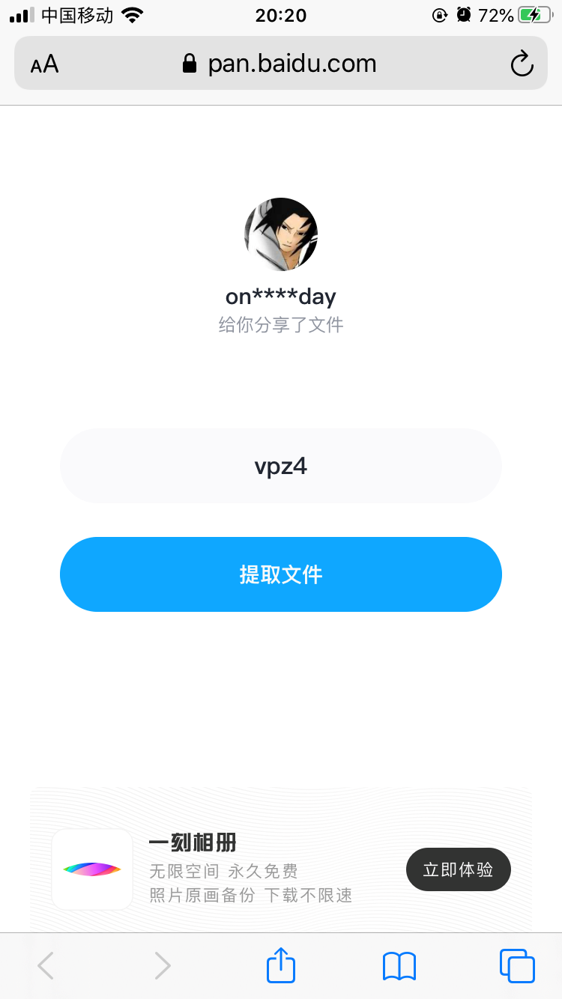 中国移动 20:20 72%
AA pan.baidu.com
on****day
给你分享了文件
vpz4
提取文件
一刻相册
无限空间 永久免费
照片原画备份 下载不限速
立即体验